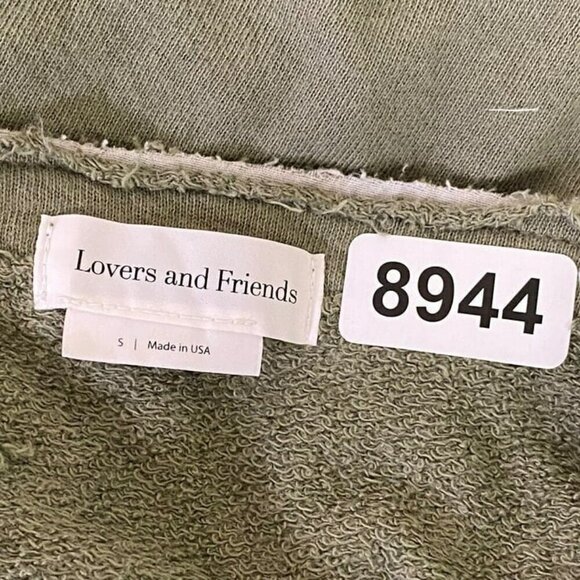 Lovers and Friends
S | Made in USA
8944